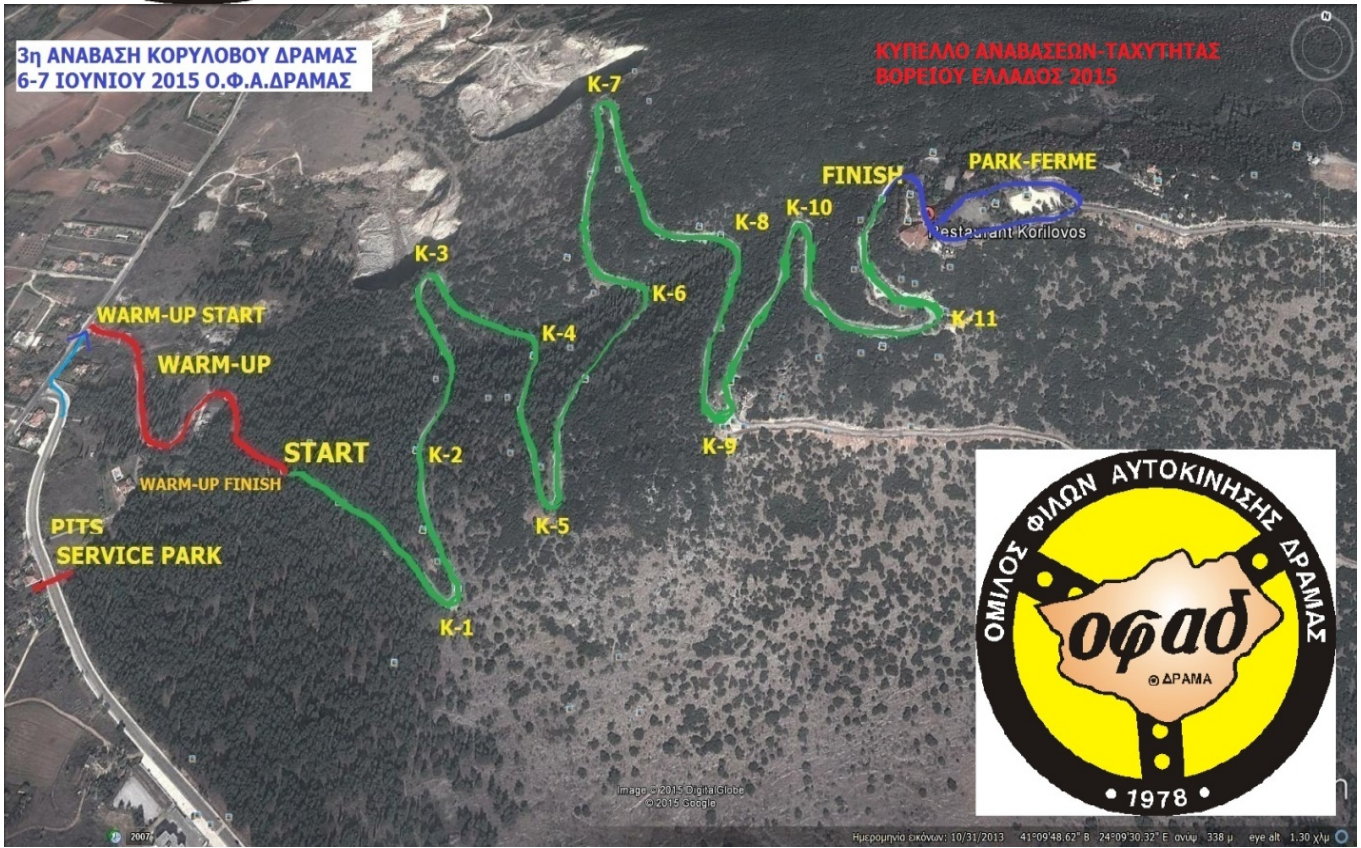 3η ΑΝΑΒΑΣΗ ΚΟΡΥΛΟΒΟΥ ΔΡΑΜΑΣ
6-7 ΙΟΥΝΙΟΥ 2015 Ο.Φ.Α.ΔΡΑΜΑΣ
ΚΥΠΕΛΛΟ ΑΝΑΒΑΣΕΩΝ-ΤΑΧΥΤΗΤΑΣ
ΒΟΡΕΙΟΥ ΕΛΛΑΔΟΣ 2015
N
K-7
PARK-FERME
FINISH
K-10
K-8
Restaurant Korilovos
K-3
K-6
K-11
WARM-UP START
K-4
WARM-UP
K-9
START
K-2
WARM-UP FINISH
K-5
PITS
SERVICE PARK
K-1
ΟΜΙΛΟΣ ΦΙΛΩΝ ΑΥΤΟΚΙΝΗΣΗΣ ΔΡΑΜΑΣ
οφαδ
ΔΡΑΜΑ
• 1978 •
Image © 2015 DigitalGlobe
© 2015 Google
2007
Ημερομηνία εικόνων: 10/31/2013 41°09'48.62" Β 24°09'30.32" Ε ανύψ 338 μ eye alt 1.30 χλμ